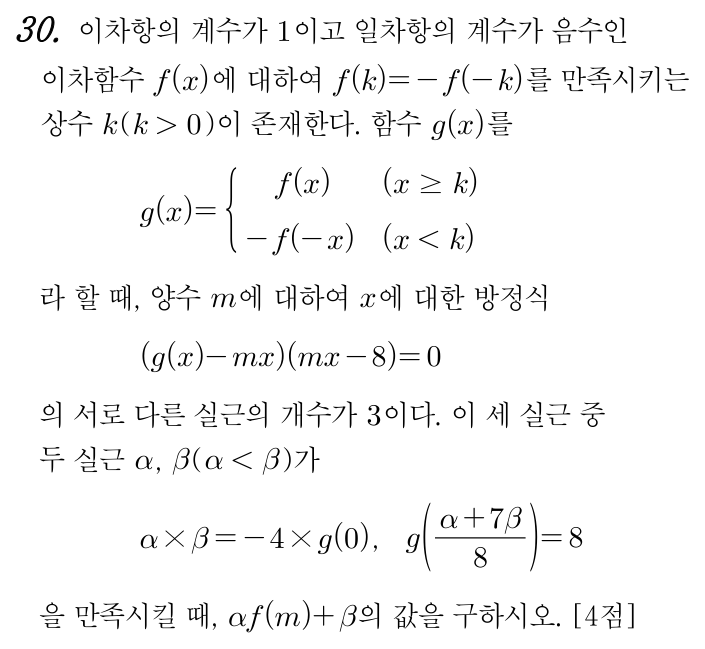 30. 이차항의 계수가 1이고 일차항의 계수가 음수인
이차함수 f(x)에 대하여 f(k)=-f(-k)를 만족시키는
상수 k(k>0)이 존재한다. 함수 g(x)를
g(x)={ f(x) (x ≥ k)
-f(-x) (x < k)
라 할 때, 양수 m에 대하여 x에 대한 방정식
(g(x)-mx)(mx-8)=0
의 서로 다른 실근의 개수가 3이다. 이 세 실근 중
두 실근 α, β(α<β)가
α×β=-4×g(0), g((α+7β)/8)=8
을 만족시킬 때, αf(m)+β의 값을 구하시오. [4점]